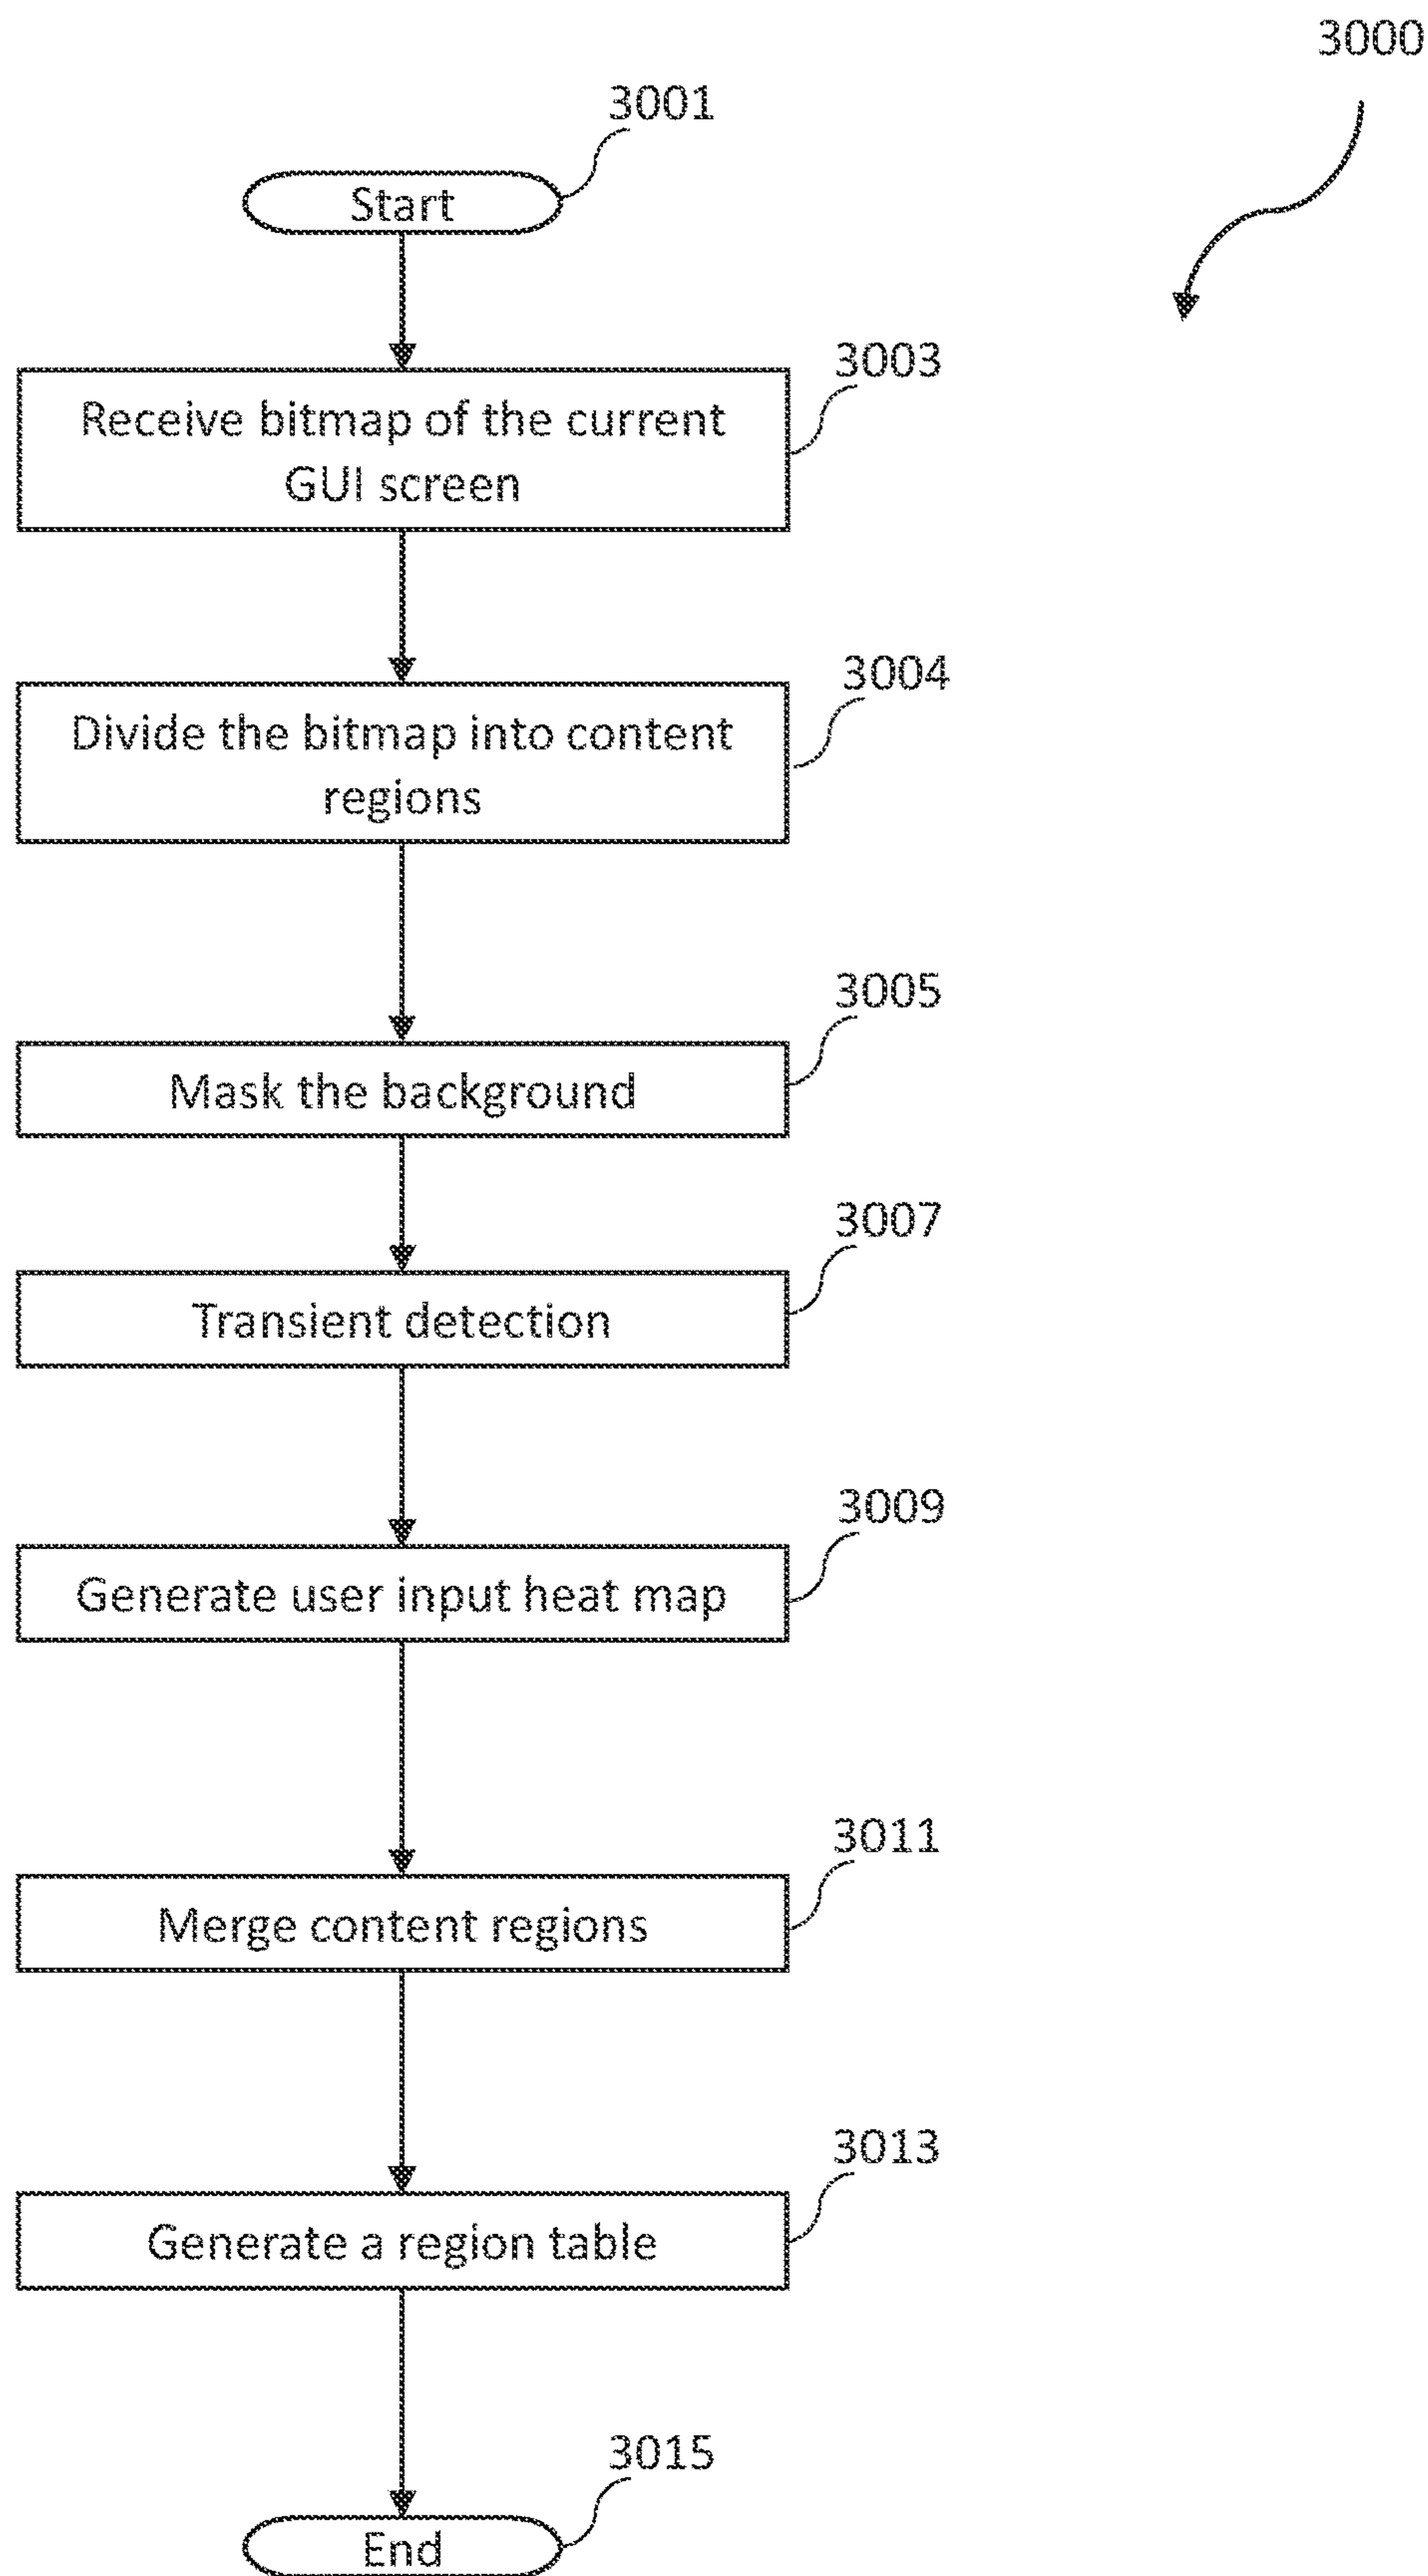 3000
3001
Start
3003
Receive bitmap of the current
GUI screen
3004
Divide the bitmap into content
regions
3005
Mask the background
3007
Transient detection
3009
Generate user input heat map
3011
Merge content regions
3013
Generate a region table
3015
End